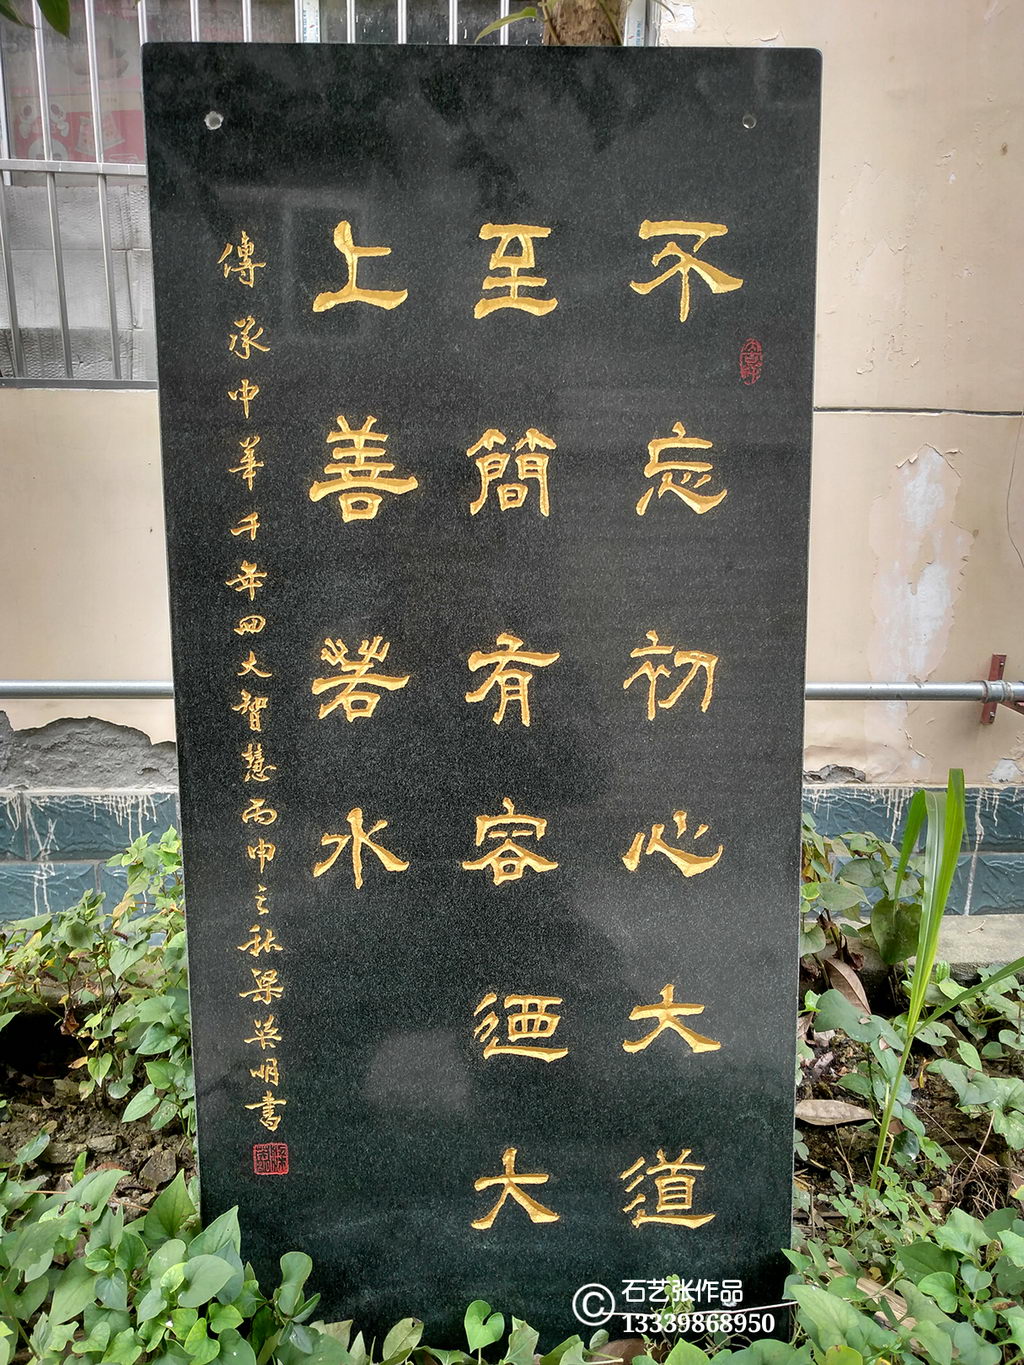 不忘初心大道
至簡有容迺大
上善若水
傳承中華千年四大智慧丙申之秋梁英明書
©石艺张作品
13339868950